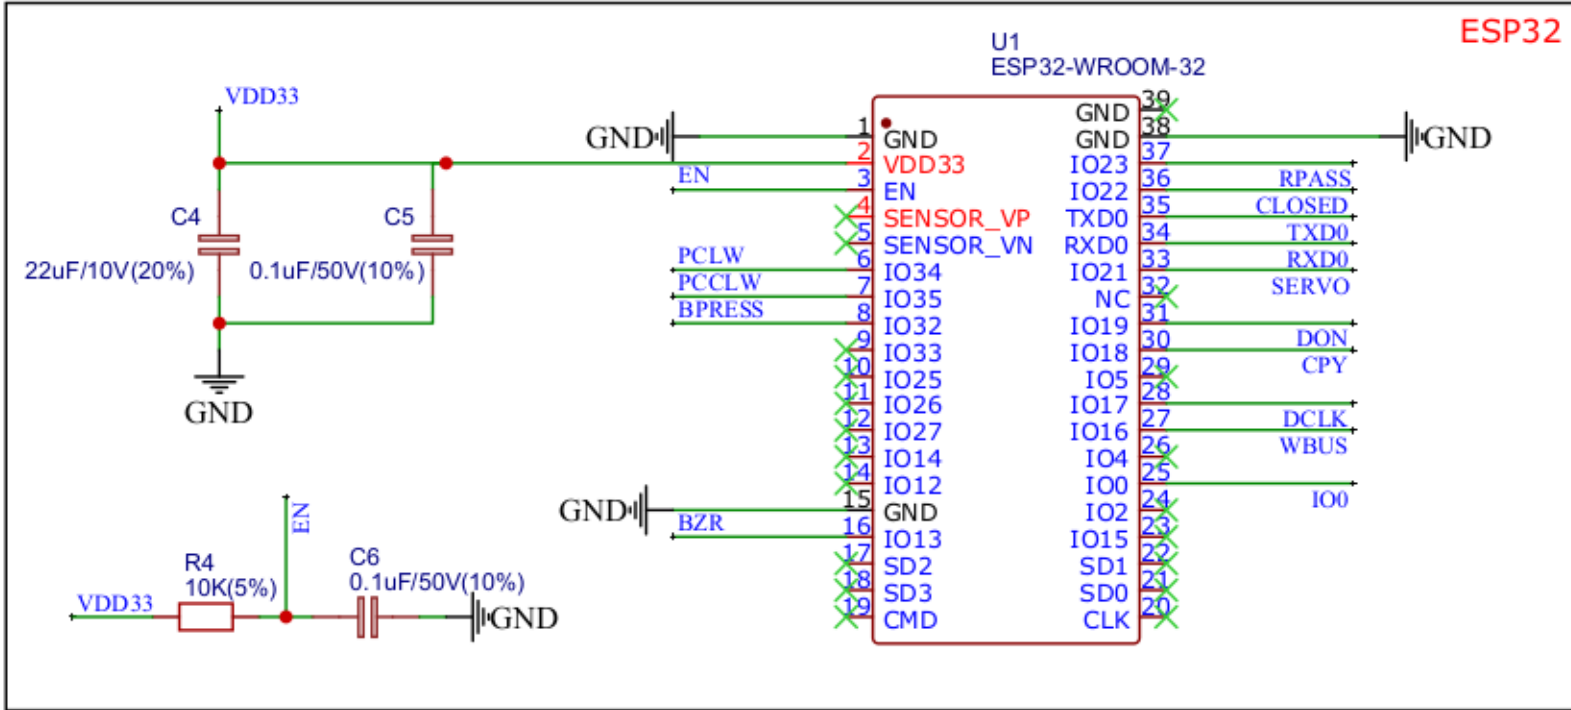 ESP32
U1
ESP32-WROOM-32
VDD33
C4
22uF/10V(20%)
C5
0.1uF/50V(10%)
GND
EN
R4
10K(5%)
VDD33
C6
0.1uF/50V(10%)
GND
GND
EN
PCLW
PCCLW
BPRESS
GND
BZR
1 GND
2 VDD33
3 EN
4 SENSOR_VP
5 SENSOR_VN
6 IO34
7 IO35
8 IO32
9 IO33
10 IO25
11 IO26
12 IO27
13 IO14
14 IO12
15 GND
16 IO13
17 SD2
18 SD3
19 CMD
GND 39
GND 38
IO23 37
IO22 36
TXD0 35
RXD0 34
IO21 33
NC 32
IO19 31
IO18 30
IO5 29
IO17 28
IO16 27
IO4 26
IO0 25
IO2 24
IO15 23
SD1 22
SD0 21
CLK 20
GND
RPASS
CLOSED
TXD0
RXD0
SERVO
DON
CPY
DCLK
WBUS
IO0